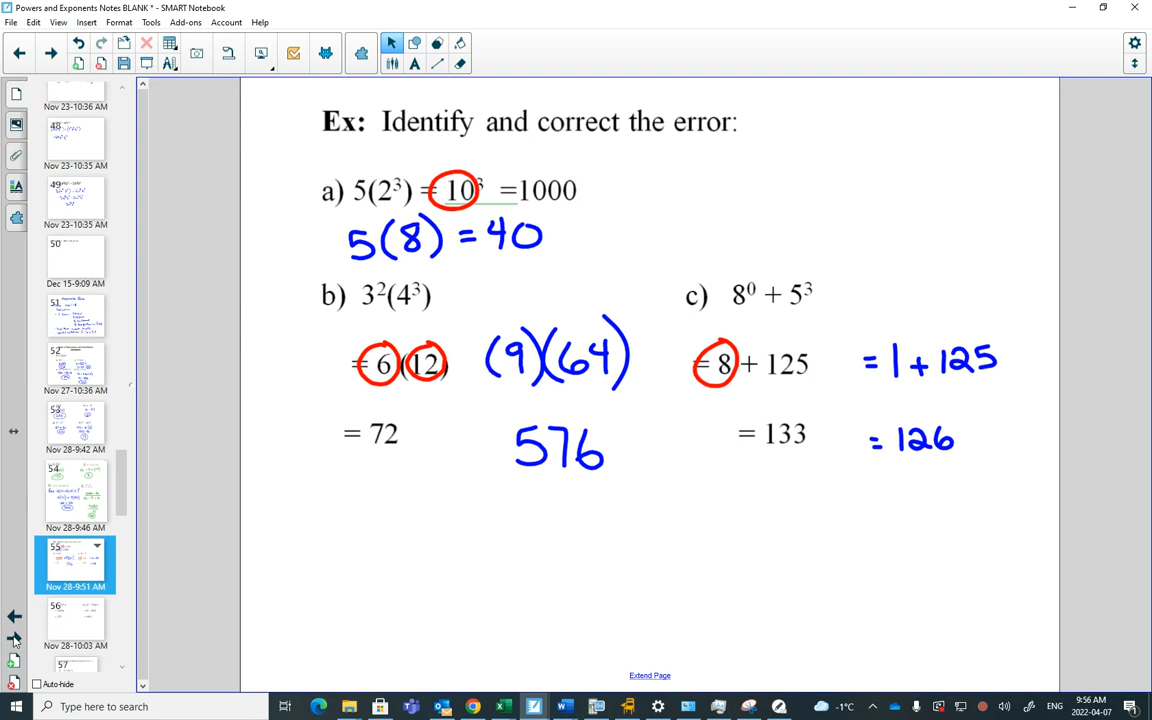 Powers and Exponents Notes BLANK * - SMART Notebook
File Edit View Insert Format Tools Add-ons Account Help
Nov 23-10:36 AM
48
Nov 23-10:35 AM
49
Nov 23-10:35 AM
50
Dec 15-9:09 AM
51
52
Nov 27-10:36 AM
53
Nov 28-9:42 AM
54
Nov 28-9:46 AM
55
Nov 28-9:51 AM
56
Nov 28-10:03 AM
57
Auto-hide
Ex: Identify and correct the error:
a) 5(2³) = 10³ =1000
5(8) = 40
b) 3²(4³) c) 8⁰ + 5³
= 6 (12) (9)(64) = 8 + 125 = 1 + 125
= 72 576 = 133 = 126
Extend Page
Type here to search
-1°C
ENG
9:56 AM
2022-04-07
1